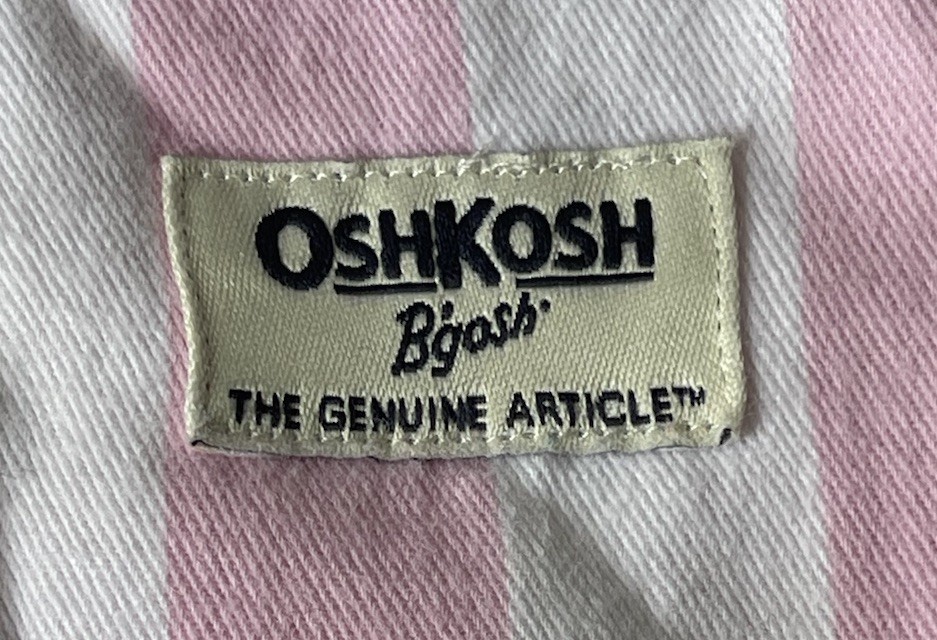 OSHKOSH
B'gosh
THE GENUINE ARTICLE™